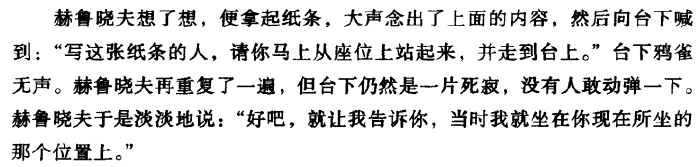 赫鲁晓夫想了想，便拿起纸条，大声念出了上面的内容，然后向台下喊
到：“写这张纸条的人，请你马上从座位上站起来，并走到台上。”台下鸦雀
无声。赫鲁晓夫再重复了一遍，但台下仍然是一片死寂，没有人敢动弹一下。
赫鲁晓夫于是淡淡地说：“好吧，就让我告诉你，当时我就坐在你现在所坐的
那个位置上。”